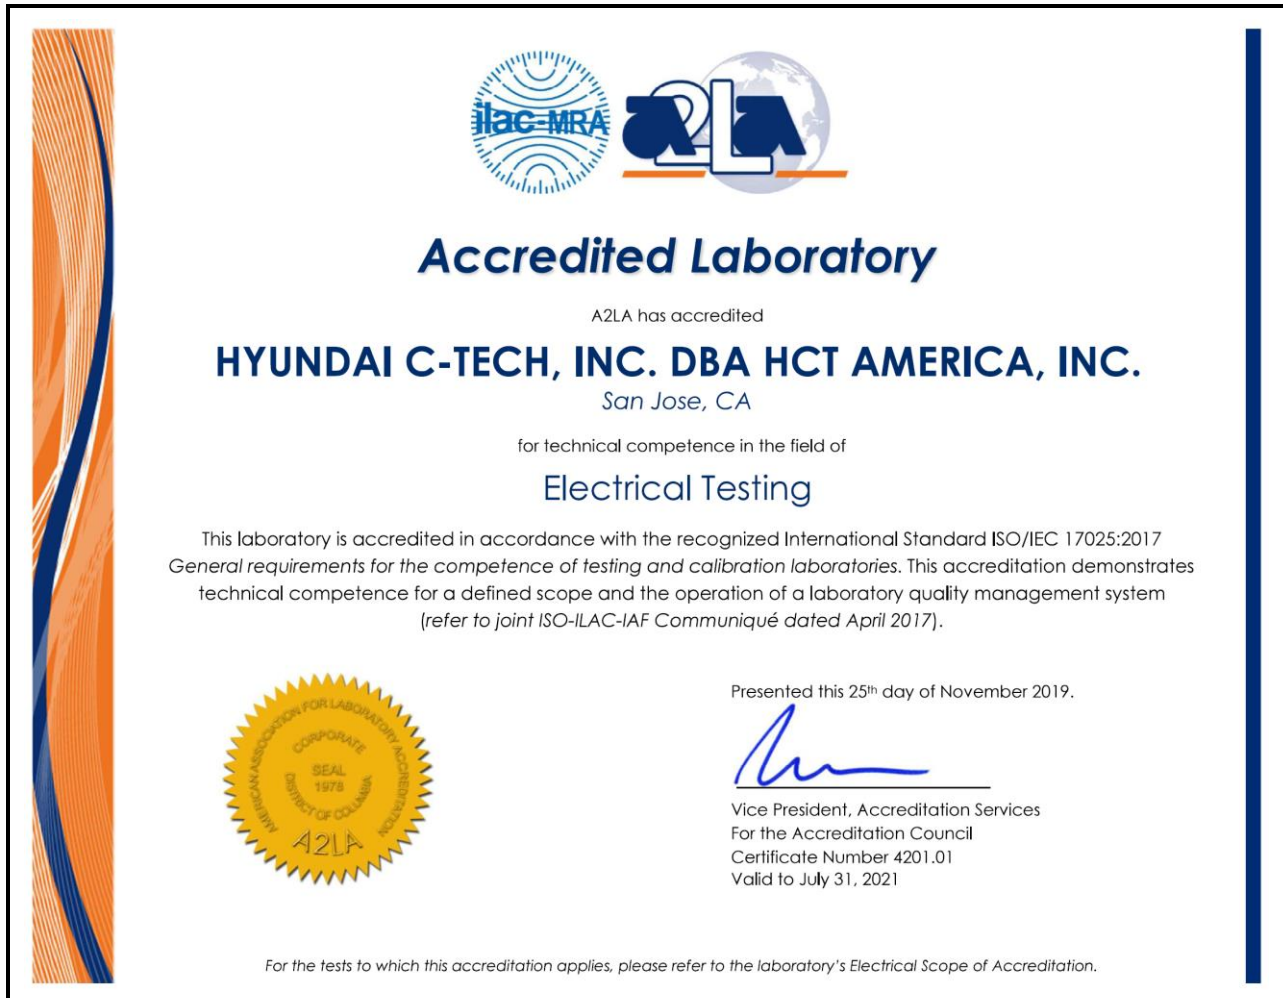 ilac-MRA
A2LA
Accredited Laboratory
A2LA has accredited
HYUNDAI C-TECH, INC. DBA HCT AMERICA, INC.
San Jose, CA
for technical competence in the field of
Electrical Testing
This laboratory is accredited in accordance with the recognized International Standard ISO/IEC 17025:2017
General requirements for the competence of testing and calibration laboratories. This accreditation demonstrates
technical competence for a defined scope and the operation of a laboratory quality management system
(refer to joint ISO-ILAC-IAF Communiqué dated April 2017).
AMERICAN ASSOCIATION FOR LABORATORY ACCREDITATION
CORPORATE
SEAL
1978
DISTRICT OF COLUMBIA
A2LA
Presented this 25th day of November 2019.
Vice President, Accreditation Services
For the Accreditation Council
Certificate Number 4201.01
Valid to July 31, 2021
For the tests to which this accreditation applies, please refer to the laboratory's Electrical Scope of Accreditation.